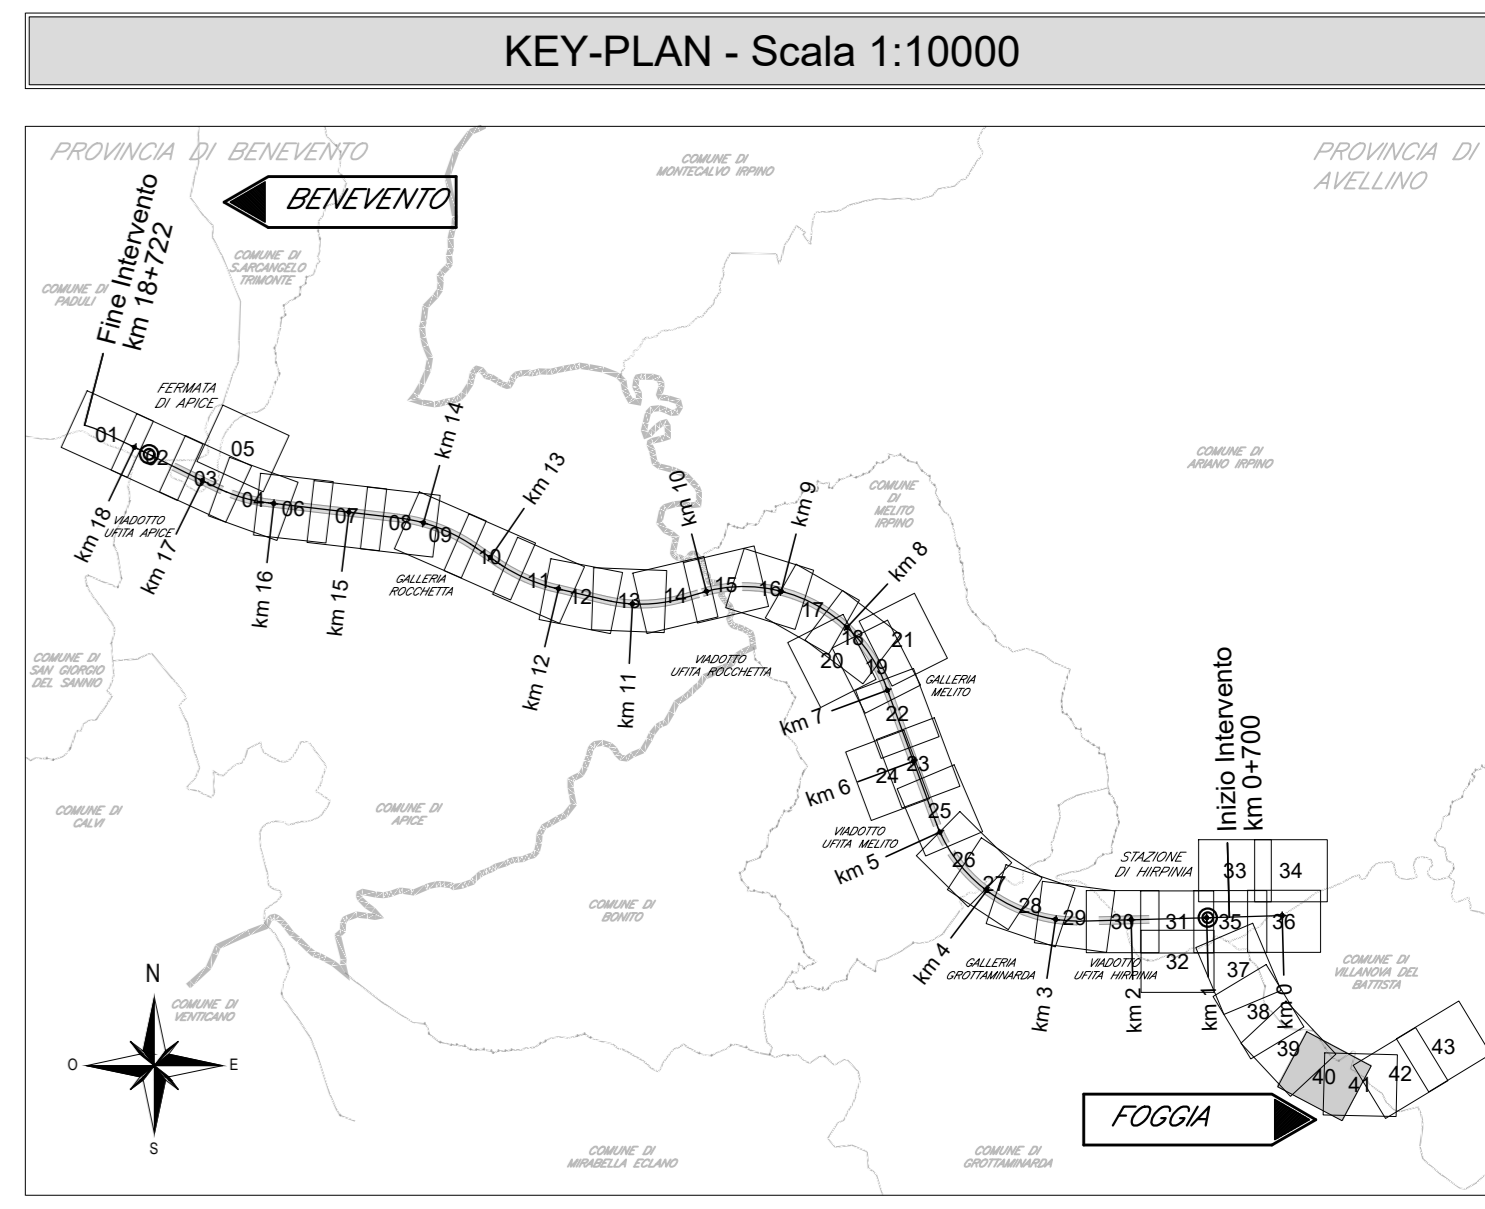 KEY-PLAN - Scala 1:10000
PROVINCIA DI BENEVENTO
COMUNE DI
MONTECALVO IRPINO
PROVINCIA DI
AVELLINO
BENEVENTO
Fine Intervento
km 18+722
COMUNE DI
S.ARCANGELO
TRIMONTE
COMUNE DI
PADULI
FERMATA
DI APICE
km 14
01
02
03
04
05
06
07
08
09
10
11
12
13
14
15
16
17
18
19
20
21
22
23
24
25
26
27
28
29
30
31
32
33
34
35
36
37
38
39
40
41
42
43
km 13
km 10
km 9
km 8
COMUNE
DI
MELITO
IRPINO
COMUNE DI
ARIANO IRPINO
km 18
VIADOTTO
UFITA APICE
km 17
km 16
km 15
GALLERIA
ROCCHETTA
km 12
km 11
VIADOTTO
UFITA ROCCHETTA
GALLERIA
MELITO
km 7
km 6
COMUNE DI
SAN GIORGIO
DEL SANNIO
COMUNE DI
CALVI
COMUNE DI
APICE
VIADOTTO
UFITA MELITO
km 5
Inizio Intervento
km 0+700
STAZIONE
DI HIRPINIA
COMUNE DI
BONITO
km 4
GALLERIA
GROTTAMINARDA
km 3
VIADOTTO
UFITA HIRPINIA
km 2
km 1
km 0
COMUNE DI
VILLANOVA DEL
BATTISTA
COMUNE DI
VENTICANO
N
O
E
S
FOGGIA
COMUNE DI
MIRABELLA ECLANO
COMUNE DI
GROTTAMINARDA